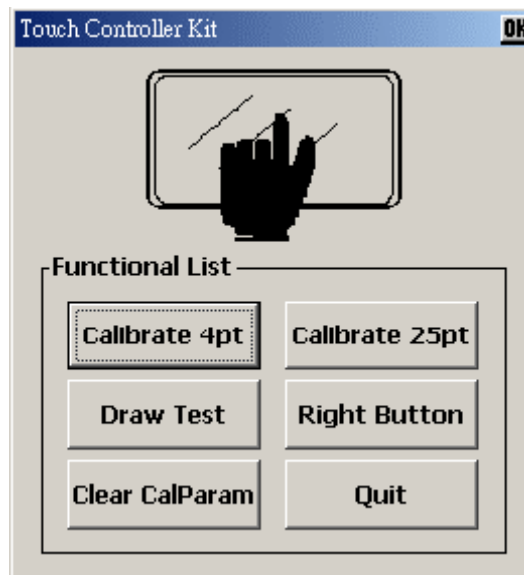 Touch Controller Kit OK
Functional List
Calibrate 4pt Calibrate 25pt
Draw Test Right Button
Clear CalParam Quit